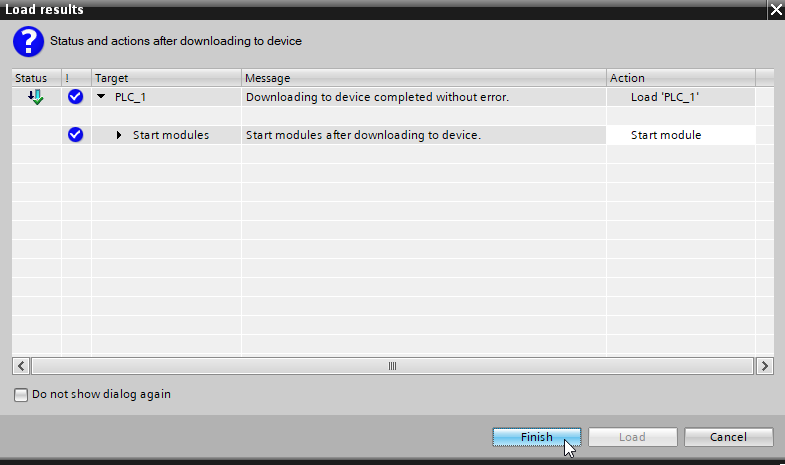 Load results
?
Status and actions after downloading to device
Status ! Target Message Action
PLC_1 Downloading to device completed without error. Load 'PLC_1'
Start modules Start modules after downloading to device. Start module
Do not show dialog again
Finish Load Cancel